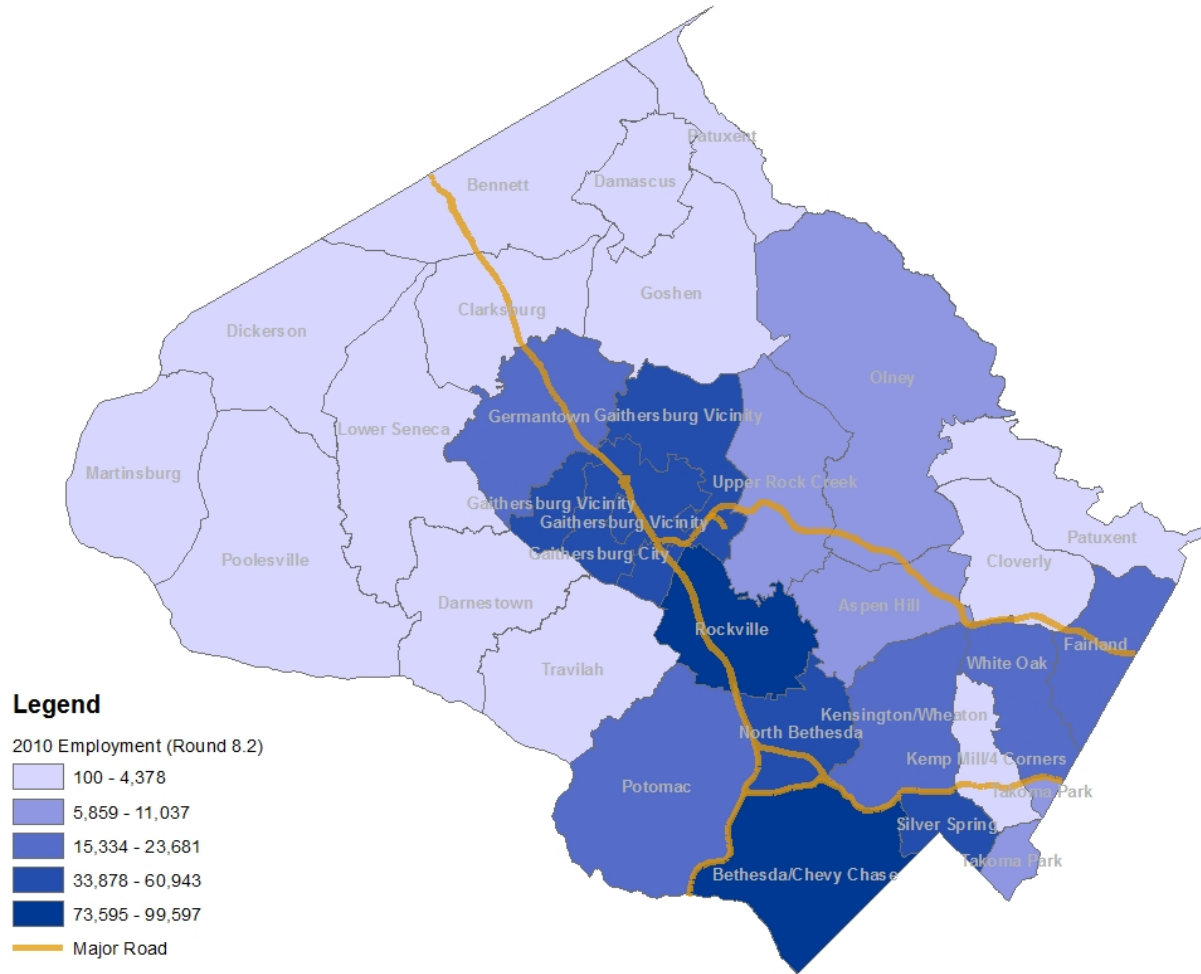 Patuxent
Damascus
Bennett
Goshen
Clarksburg
Dickerson
Olney
Germantown
Gaithersburg Vicinity
Lower Seneca
Martinsburg
Upper Rock Creek
Gaithersburg Vicinity
Gaithersburg Vicinity
Patuxent
Gaithersburg City
Poolesville
Cloverly
Darnestown
Aspen Hill
Rockville
Fairland
White Oak
Travilah
Kensington/Wheaton
North Bethesda
Kemp Mill/4 Corners
Potomac
Takoma Park
Silver Spring
Takoma Park
Bethesda/Chevy Chase
Legend
2010 Employment (Round 8.2)
100 - 4,378
5,859 - 11,037
15,334 - 23,681
33,878 - 60,943
73,595 - 99,597
Major Road